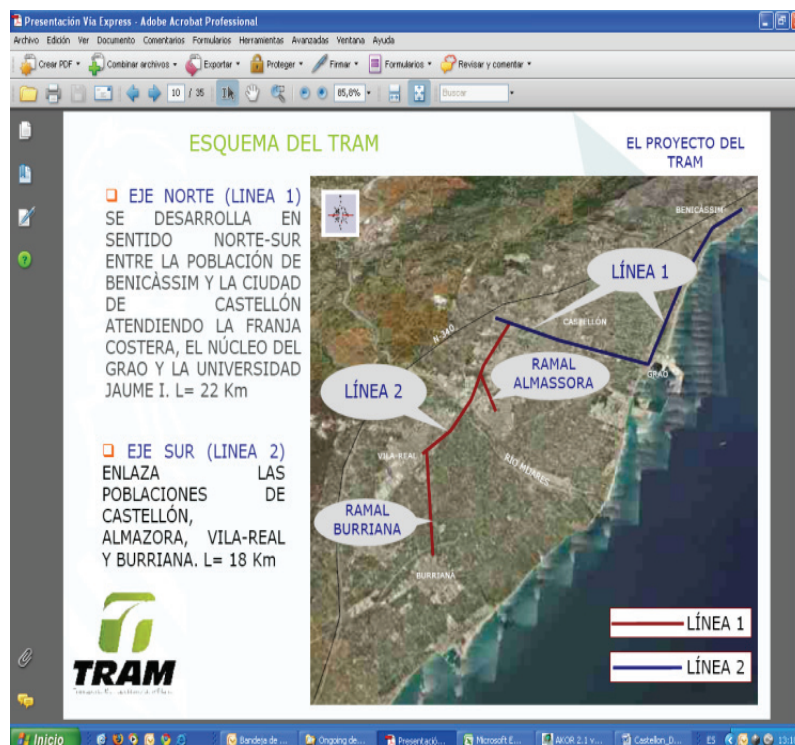 Presentación Vía Express - Adobe Acrobat Professional
Archivo Edición Ver Documento Comentarios Formularios Herramientas Avanzadas Ventana Ayuda
Crear PDF Combinar archivos Exportar Proteger Firmar Formularios Revisar y comentar
10 / 35 85,8% Buscar
ESQUEMA DEL TRAM
EL PROYECTO DEL
TRAM
EJE NORTE (LINEA 1)
SE DESARROLLA EN
SENTIDO NORTE-SUR
ENTRE LA POBLACIÓN DE
BENICÀSSIM Y LA CIUDAD
DE CASTELLÓN
ATENDIENDO LA FRANJA
COSTERA, EL NÚCLEO DEL
GRAO Y LA UNIVERSIDAD
JAUME I. L= 22 Km
EJE SUR (LINEA 2)
ENLAZA LAS
POBLACIONES DE
CASTELLÓN,
ALMAZORA, VILA-REAL
Y BURRIANA. L= 18 Km
TRAM
BENICÀSSIM
LÍNEA 1
CASTELLÓN
N-340
RAMAL
ALMASSORA
GRAO
LÍNEA 2
VILA-REAL
RÍO MIJARES
RAMAL
BURRIANA
BURRIANA
LÍNEA 1
LÍNEA 2
Inicio Bandeja de ... Ongoing de... Presentació... Microsoft E... AKOR 2.1 v... Castellon_D... ES